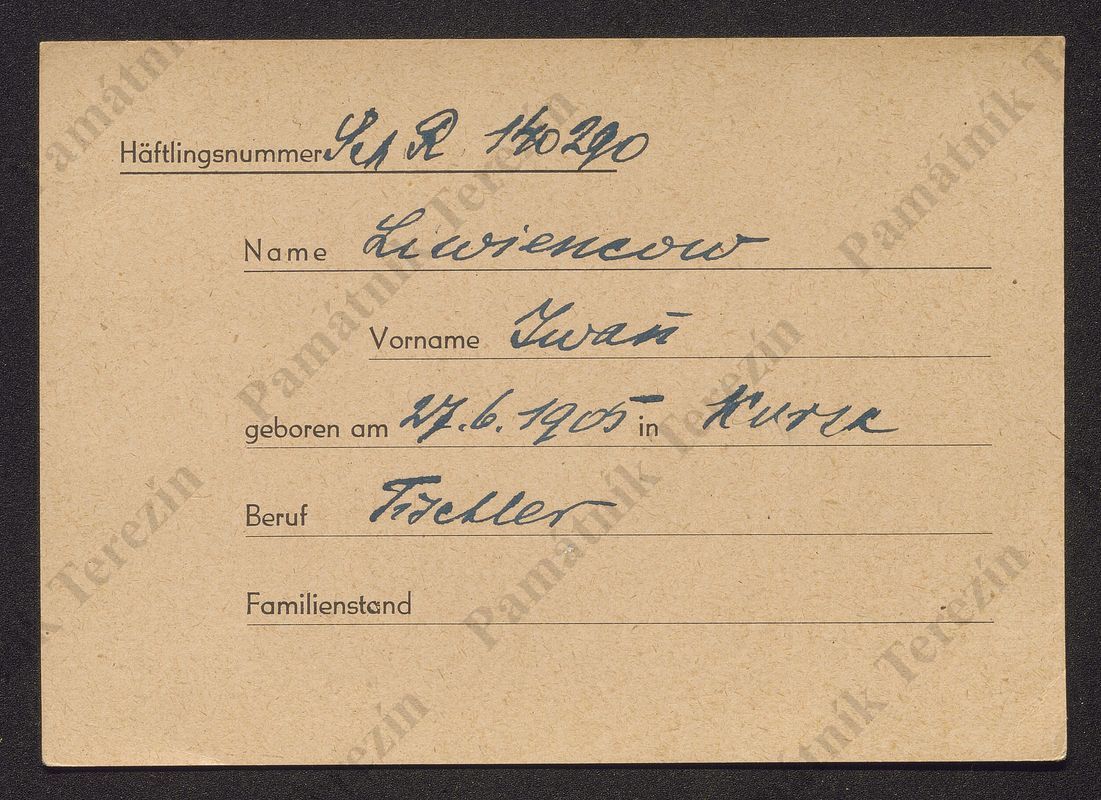 Häftlingsnummer Sch R 140290
Name Liwiencow
Vorname Iwan
geboren am 27.6.1905 in Kursk
Beruf Tischler
Familienstand
Památník Terezín